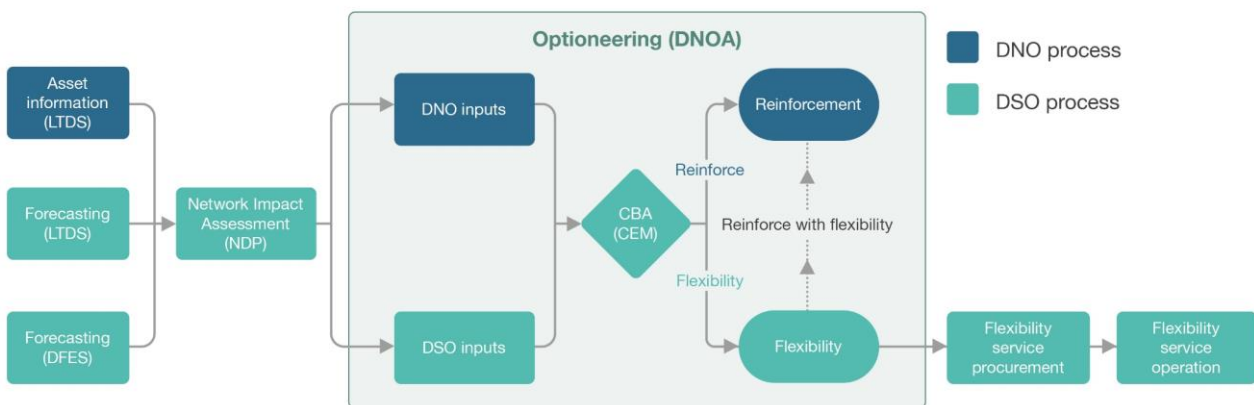 Optioneering (DNOA)
DNO process
DSO process
Asset
information
(LTDS)
Forecasting
(LTDS)
Forecasting
(DFES)
Network Impact
Assessment
(NDP)
DNO inputs
DSO inputs
CBA
(CEM)
Reinforce
Flexibility
Reinforcement
Reinforce with flexibility
Flexibility
Flexibility
service
procurement
Flexibility
service
operation